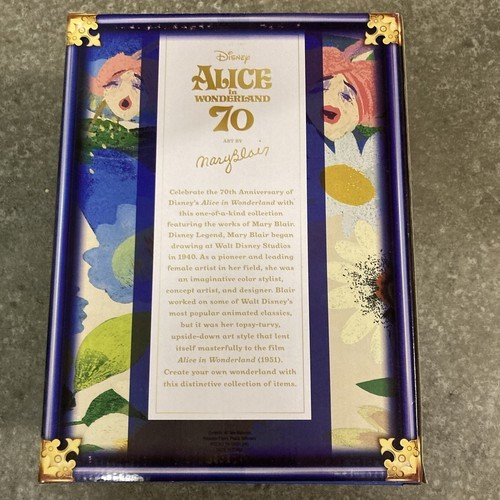 Disney
ALICE
in
WONDERLAND
70
ART BY
Mary Blair
Celebrate the 70th Anniversary of
Disney's Alice in Wonderland with
this one-of-a-kind collection
featuring the works of Mary Blair.
Disney Legend, Mary Blair began
drawing at Walt Disney Studios
in 1940. As a pioneer and leading
female artist in her field, she was
an imaginative color stylist,
concept artist, and designer. Blair
worked on some of Walt Disney's
most popular animated classics,
but it was her topsy-turvy,
upside-down art style that lent
itself masterfully to the film
Alice in Wonderland (1951).
Create your own wonderland with
this distinctive collection of items.